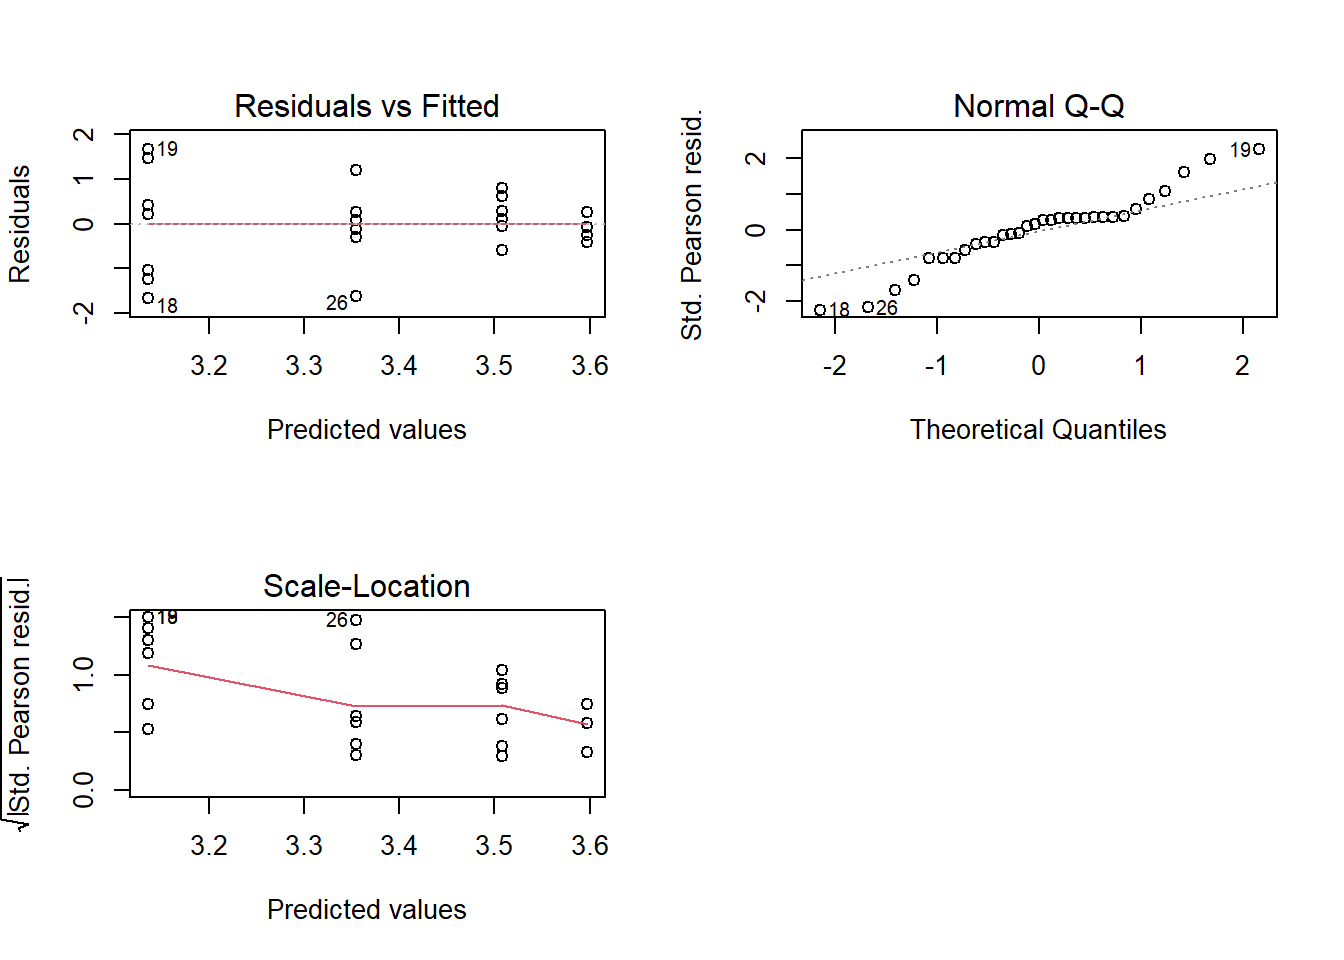 Residuals vs Fitted
Residuals
2
1
0
-2
19
18
26
3.2 3.3 3.4 3.5 3.6
Predicted values
Normal Q-Q
Std. Pearson resid.
2
0
-2
18
26
19
-2 -1 0 1 2
Theoretical Quantiles
Scale-Location
√|Std. Pearson resid.|
1.0
0.0
19
26
3.2 3.3 3.4 3.5 3.6
Predicted values